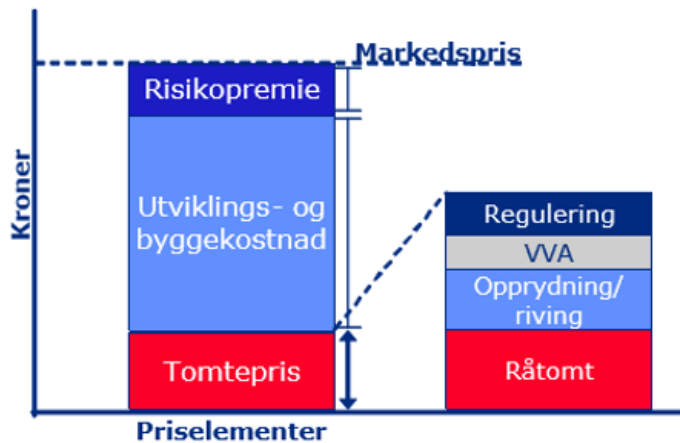 Markedspris
Risikopremie
Utviklings- og
byggekostnad
Tomtepris
Kroner
Priselementer
Regulering
VVA
Opprydning/
riving
Råtomt